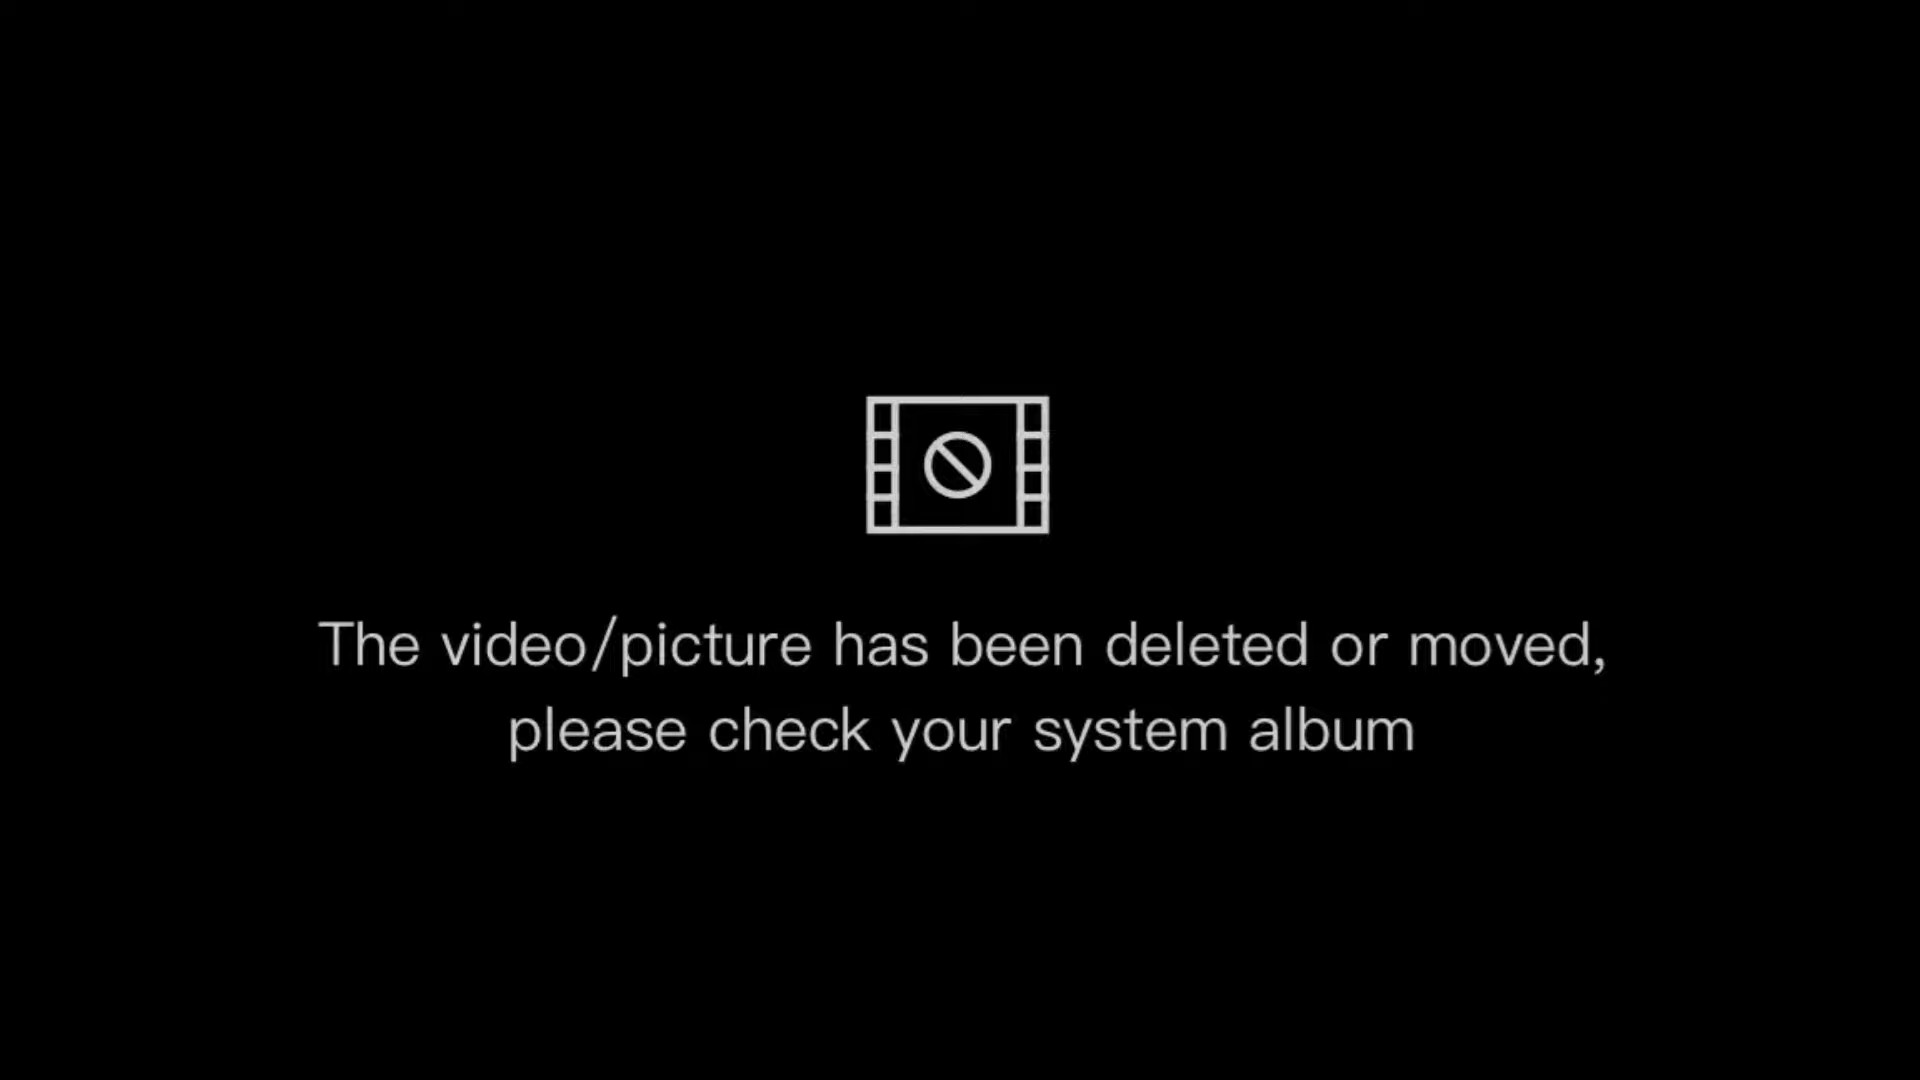 The video/picture has been deleted or moved,
please check your system album